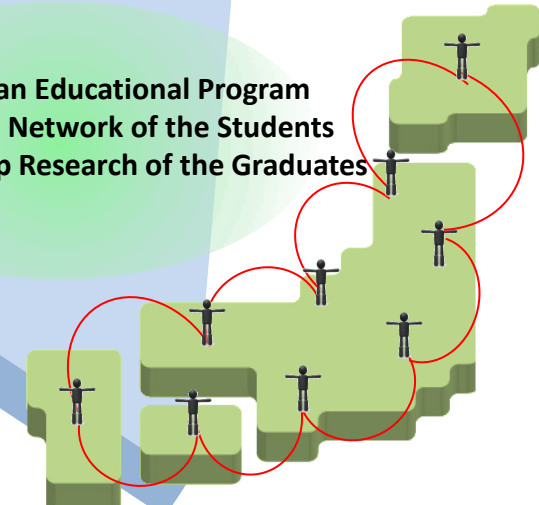 an Educational Program
Network of the Students
p Research of the Graduates